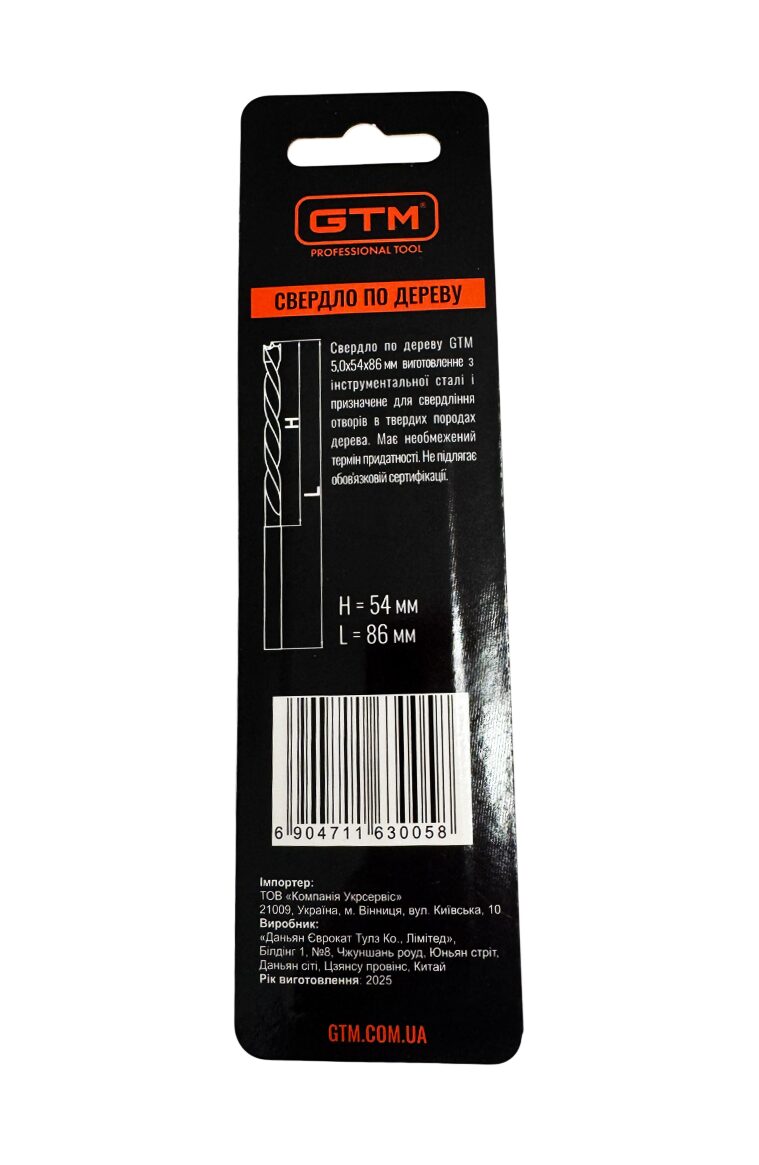 GTM®
PROFESSIONAL TOOL
СВЕРДЛО ПО ДЕРЕВУ
Свердло по дереву GTM
5,0х54х86 мм виготовленне з
інструментальної сталі і
призначене для свердління
отворів в твердих породах
дерева. Має необмежений
термін придатності. Не підлягає
обов'язковій сертифікації.
H
L
H = 54 мм
L = 86 мм
6 904711 630058
Імпортер:
ТОВ «Компанія Укрсервіс»
21009, Україна, м. Вінниця, вул. Київська, 10
Виробник:
«Даньян Єврокат Тулз Ко., Лімітед»,
Білдінг 1, №8, Чжуншань роуд, Юньян стріт,
Даньян сіті, Цзянсу провінс, Китай
Рік виготовлення: 2025
GTM.COM.UA